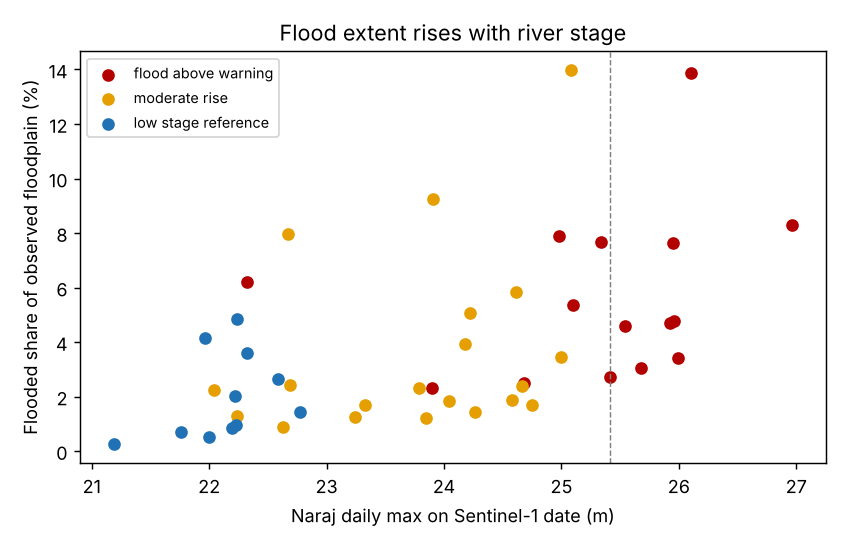 Flood extent rises with river stage
flood above warning
moderate rise
low stage reference
Flooded share of observed floodplain (%)
14
12
10
8
6
4
2
0
21 22 23 24 25 26 27
Naraj daily max on Sentinel-1 date (m)